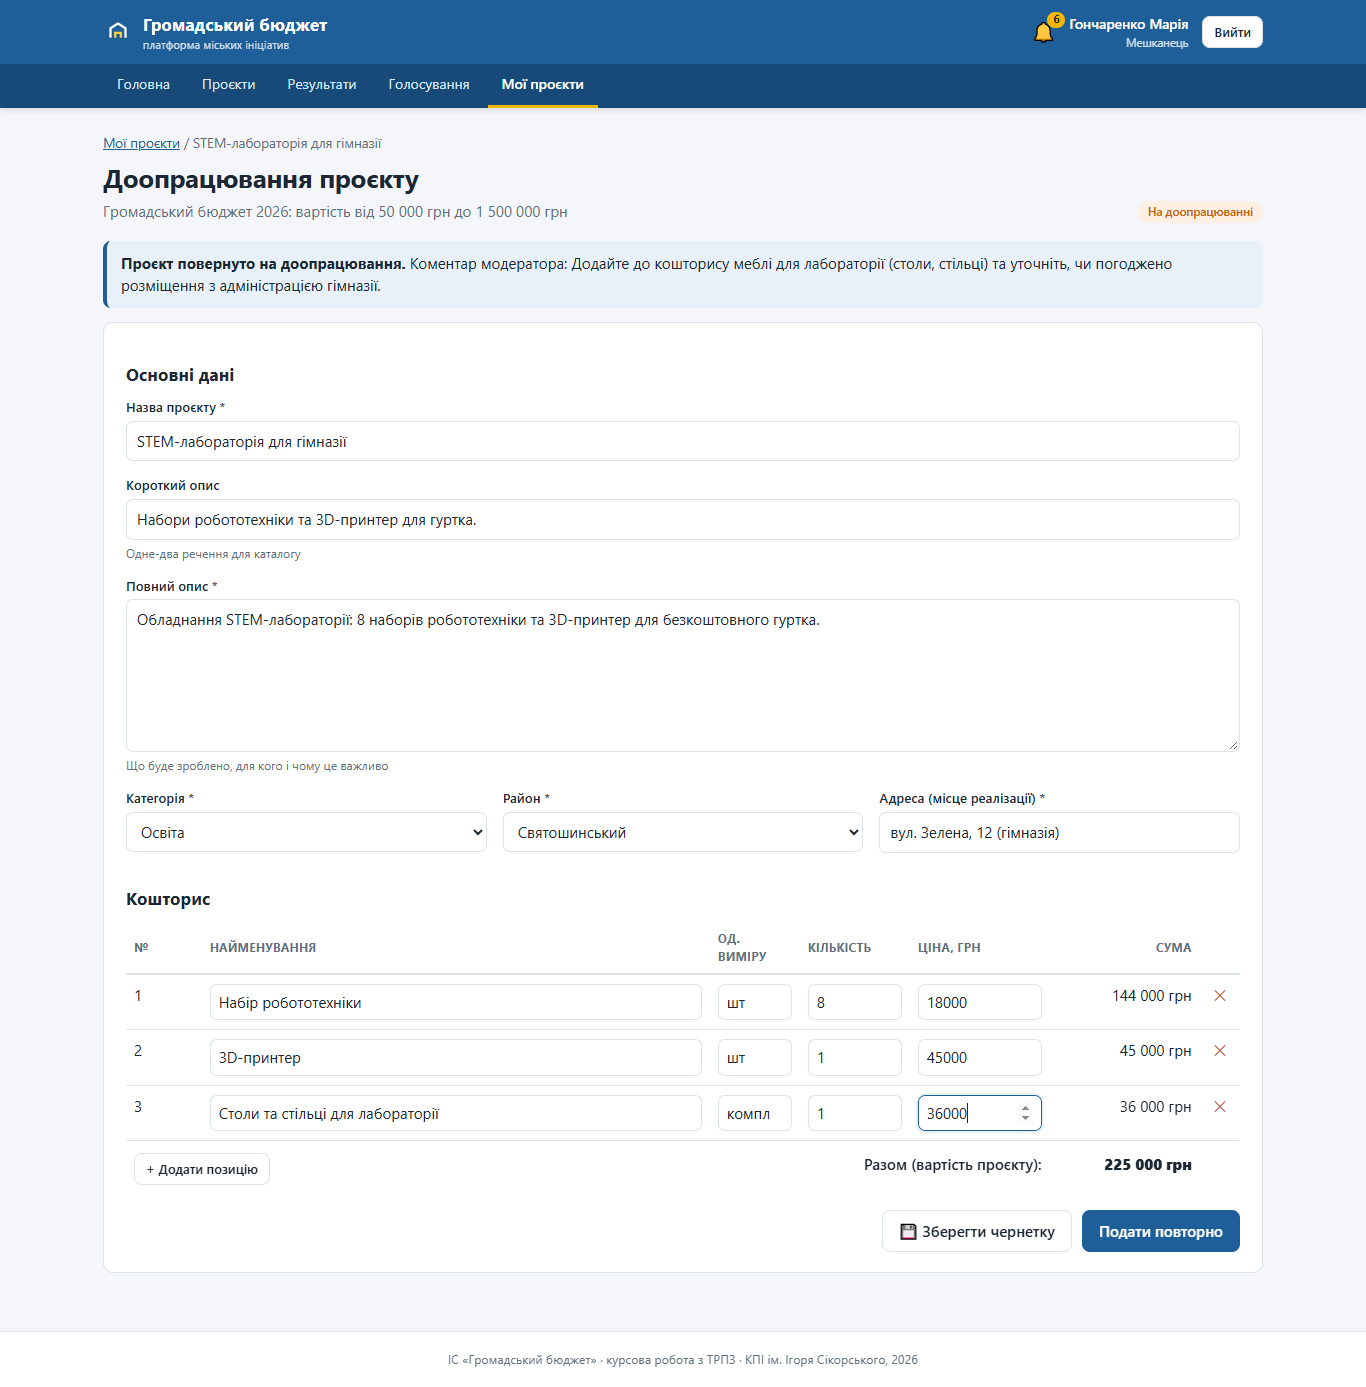 Громадський бюджет
платформа міських ініціатив
6
Гончаренко Марія
Мешканець
Вийти
Головна
Проєкти
Результати
Голосування
Мої проєкти
Мої проєкти / STEM-лабораторія для гімназії
Доопрацювання проєкту
Громадський бюджет 2026: вартість від 50 000 грн до 1 500 000 грн
На доопрацюванні
Проєкт повернуто на доопрацювання. Коментар модератора: Додайте до кошторису меблі для лабораторії (столи, стільці) та уточніть, чи погоджено
розміщення з адміністрацією гімназії.
Основні дані
Назва проєкту *
STEM-лабораторія для гімназії
Короткий опис
Набори робототехніки та 3D-принтер для гуртка.
Одне-два речення для каталогу
Повний опис *
Обладнання STEM-лабораторії: 8 наборів робототехніки та 3D-принтер для безкоштовного гуртка.
Що буде зроблено, для кого і чому це важливо
Категорія *
Район *
Адреса (місце реалізації) *
Освіта
Святошинський
вул. Зелена, 12 (гімназія)
Кошторис
№
НАЙМЕНУВАННЯ
ОД.
ВИМІРУ
КІЛЬКІСТЬ
ЦІНА, ГРН
СУМА
1
Набір робототехніки
шт
8
18000
144 000 грн
2
3D-принтер
шт
1
45000
45 000 грн
3
Столи та стільці для лабораторії
компл
1
36000
36 000 грн
+ Додати позицію
Разом (вартість проєкту):
225 000 грн
Зберегти чернетку
Подати повторно
ІС «Громадський бюджет» · курсова робота з ТРПЗ · КПІ ім. Ігоря Сікорського, 2026